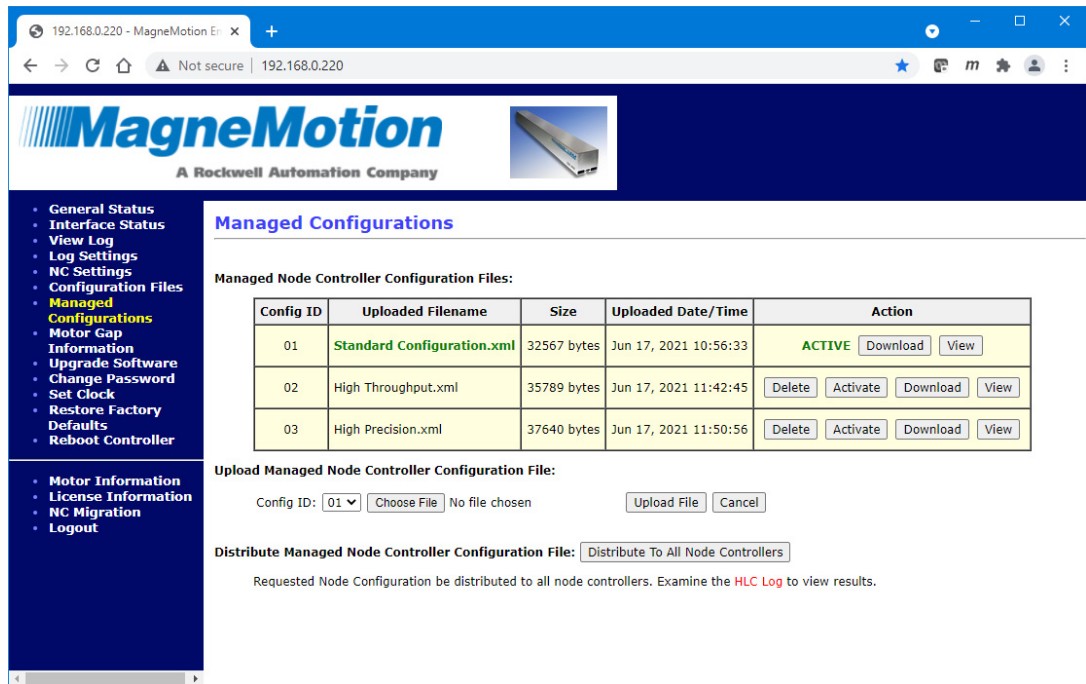 192.168.0.220 - MagneMotion En
Not secure | 192.168.0.220
m
MagneMotion
A Rockwell Automation Company
General Status
Interface Status
View Log
Log Settings
NC Settings
Configuration Files
Managed
Configurations
Motor Gap
Information
Upgrade Software
Change Password
Set Clock
Restore Factory
Defaults
Reboot Controller
Motor Information
License Information
NC Migration
Logout
Managed Configurations
Managed Node Controller Configuration Files:
Config ID Uploaded Filename Size Uploaded Date/Time Action
01 Standard Configuration.xml 32567 bytes Jun 17, 2021 10:56:33 ACTIVE Download View
02 High Throughput.xml 35789 bytes Jun 17, 2021 11:42:45 Delete Activate Download View
03 High Precision.xml 37640 bytes Jun 17, 2021 11:50:56 Delete Activate Download View
Upload Managed Node Controller Configuration File:
Config ID: 01 Choose File No file chosen Upload File Cancel
Distribute Managed Node Controller Configuration File: Distribute To All Node Controllers
Requested Node Configuration be distributed to all node controllers. Examine the HLC Log to view results.